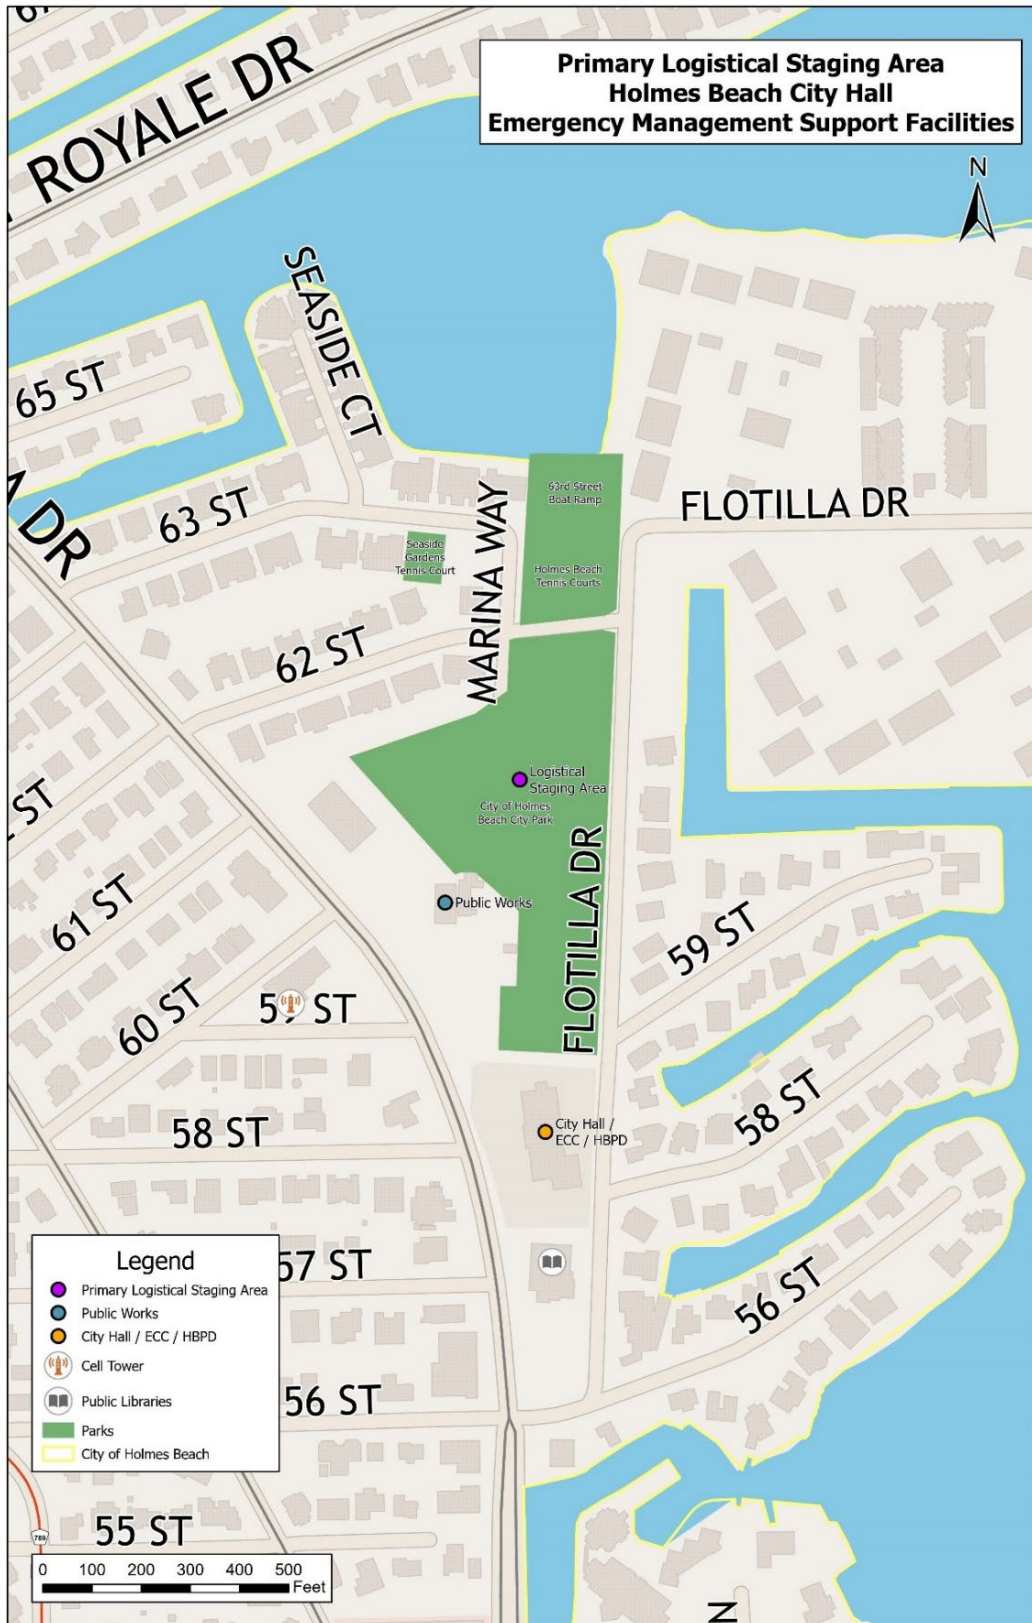 Primary Logistical Staging Area
Holmes Beach City Hall
Emergency Management Support Facilities
N
ROYALE DR
SEASIDE CT
65 ST
A DR
63 ST
MARINA WAY
63rd Street
Boat Ramp
FLOTILLA DR
Seaside
Gardens
Tennis Court
Holmes Beach
Tennis Courts
62 ST
Logistical
Staging Area
City of Holmes
Beach City Park
ST
FLOTILLA DR
61 ST
Public Works
59 ST
60 ST
59 ST
58 ST
58 ST
City Hall /
ECC / HBPD
57 ST
56 ST
56 ST
55 ST
N
Legend
Primary Logistical Staging Area
Public Works
City Hall / ECC / HBPD
Cell Tower
Public Libraries
Parks
City of Holmes Beach
789
0 100 200 300 400 500
Feet